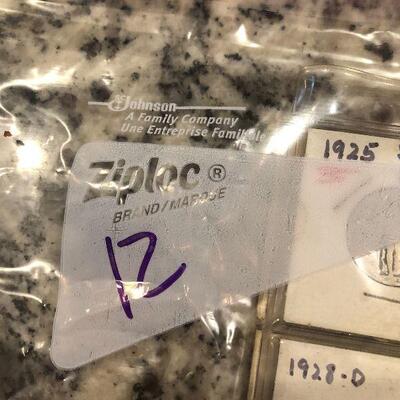 SC Johnson
A Family Company
Une Entreprise Familiale
Ziploc®
BRAND/MARQUE
12
1925
1928-D